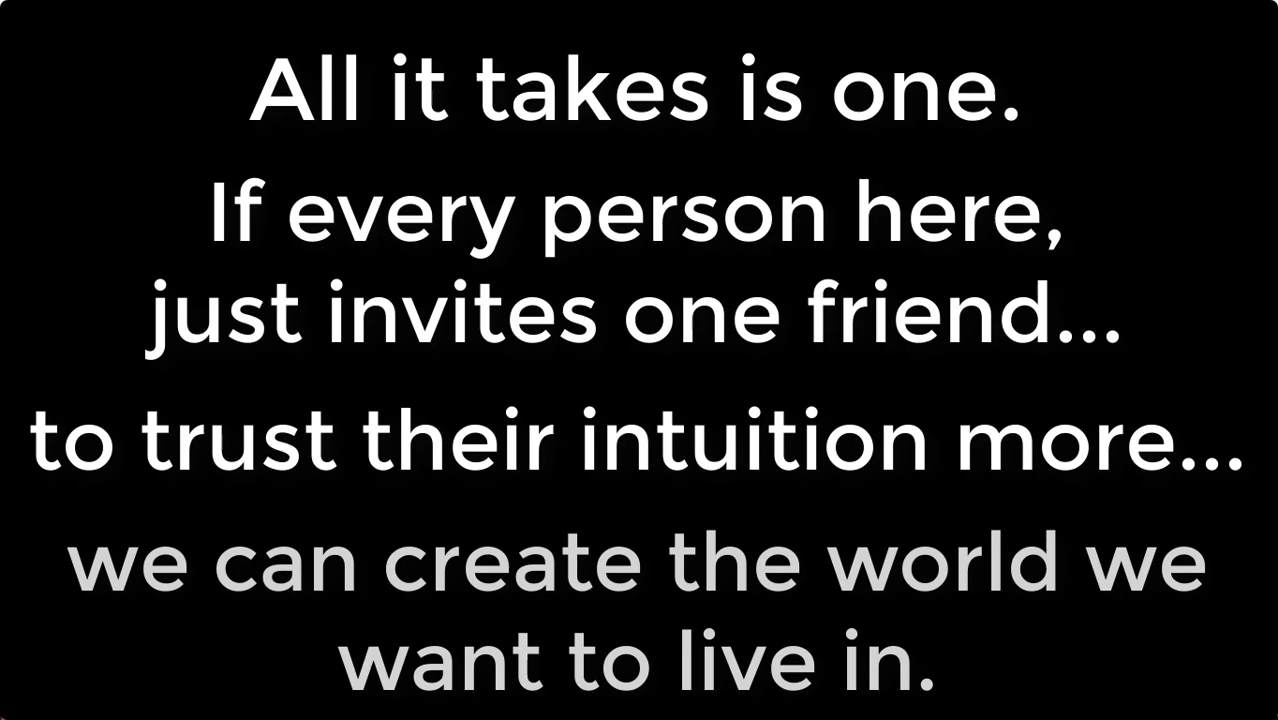 All it takes is one.
If every person here,
just invites one friend...
to trust their intuition more...
we can create the world we
want to live in.